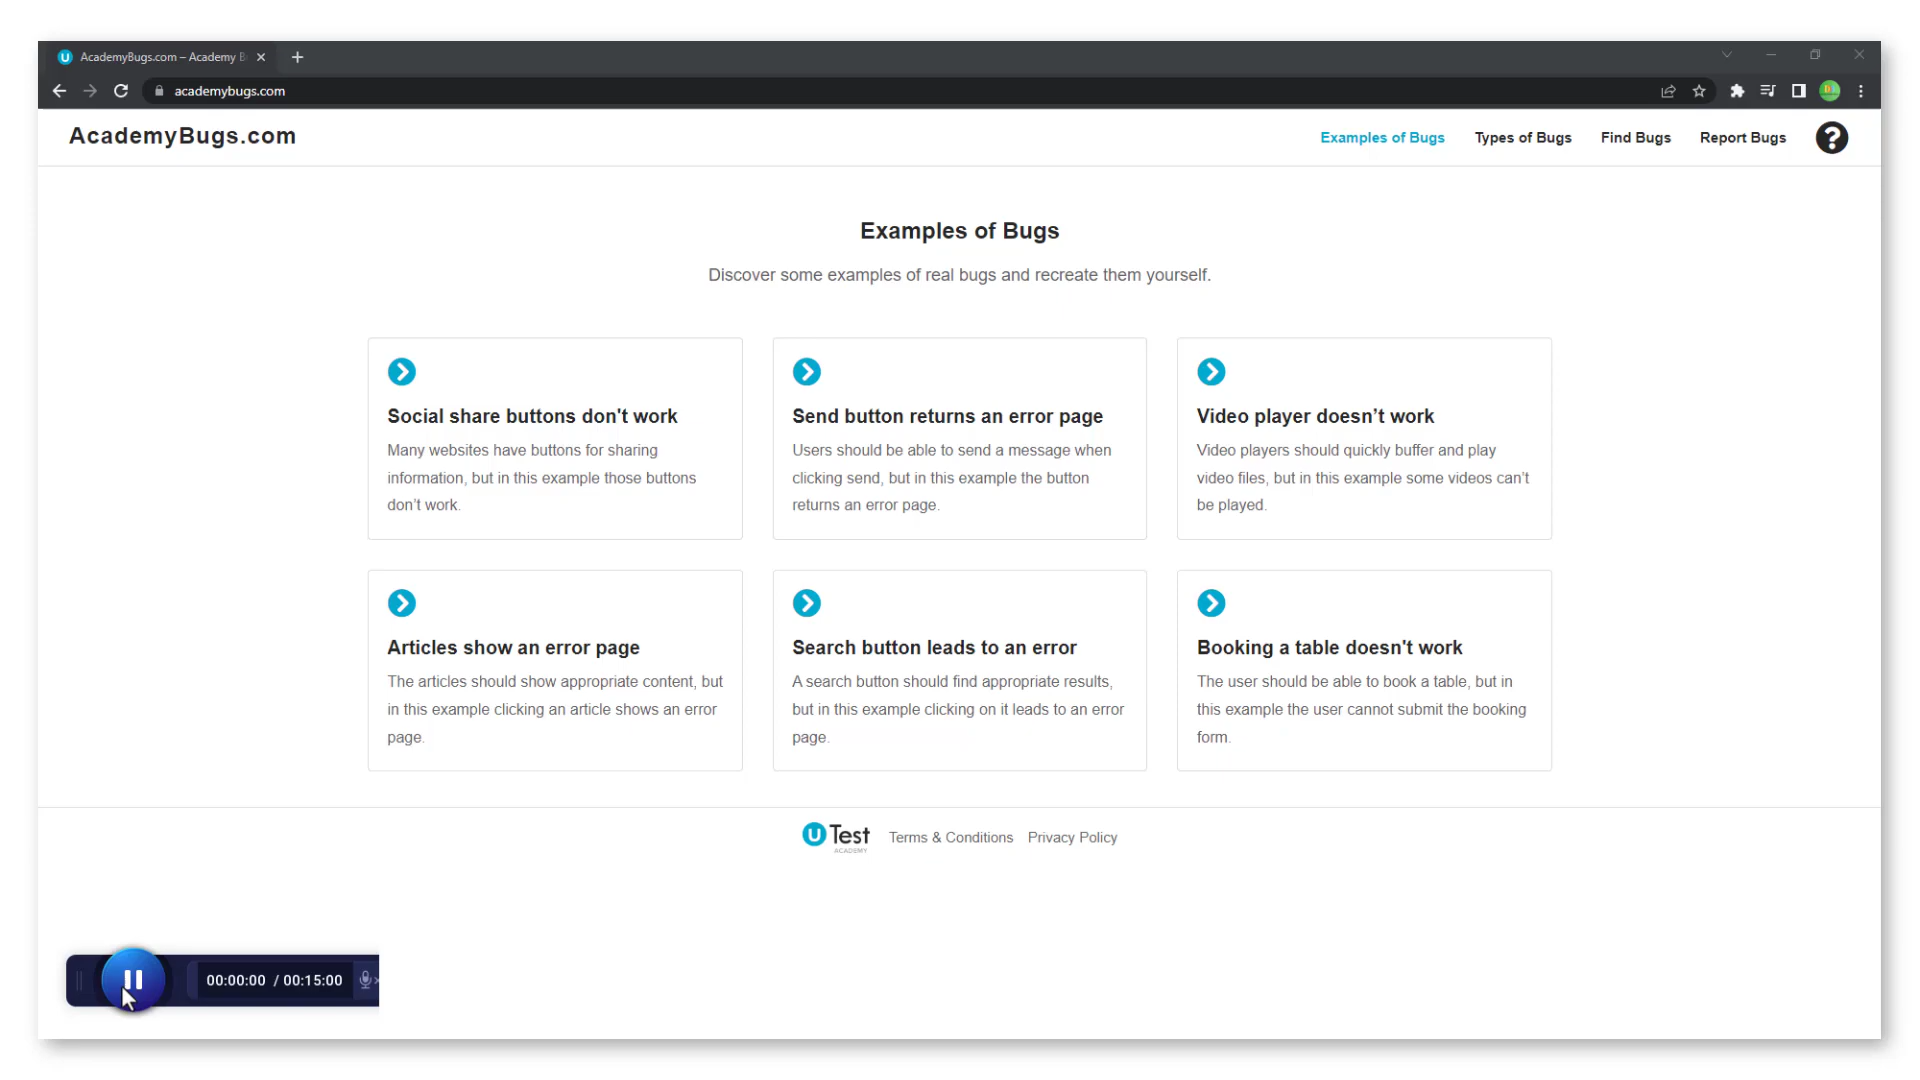 AcademyBugs.com – Academy B
academybugs.com
AcademyBugs.com
Examples of Bugs
Types of Bugs
Find Bugs
Report Bugs
?
Examples of Bugs
Discover some examples of real bugs and recreate them yourself.
Social share buttons don't work
Many websites have buttons for sharing
information, but in this example those buttons
don’t work.
Send button returns an error page
Users should be able to send a message when
clicking send, but in this example the button
returns an error page.
Video player doesn’t work
Video players should quickly buffer and play
video files, but in this example some videos can’t
be played.
Articles show an error page
The articles should show appropriate content, but
in this example clicking an article shows an error
page.
Search button leads to an error
A search button should find appropriate results,
but in this example clicking on it leads to an error
page.
Booking a table doesn't work
The user should be able to book a table, but in
this example the user cannot submit the booking
form.
U Test
ACADEMY
Terms & Conditions
Privacy Policy
00:00:00 / 00:15:00